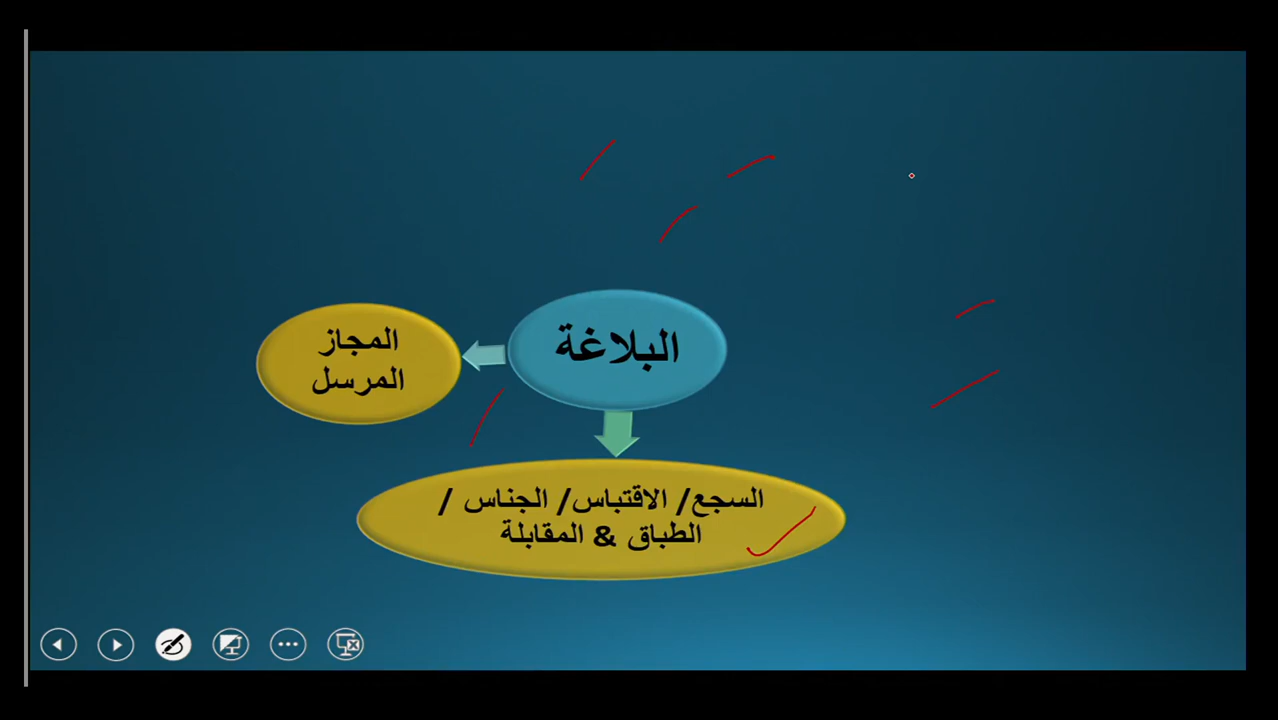 البلاغة
المجاز
المرسل
السجع/ الاقتباس/ الجناس /
الطباق & المقابلة